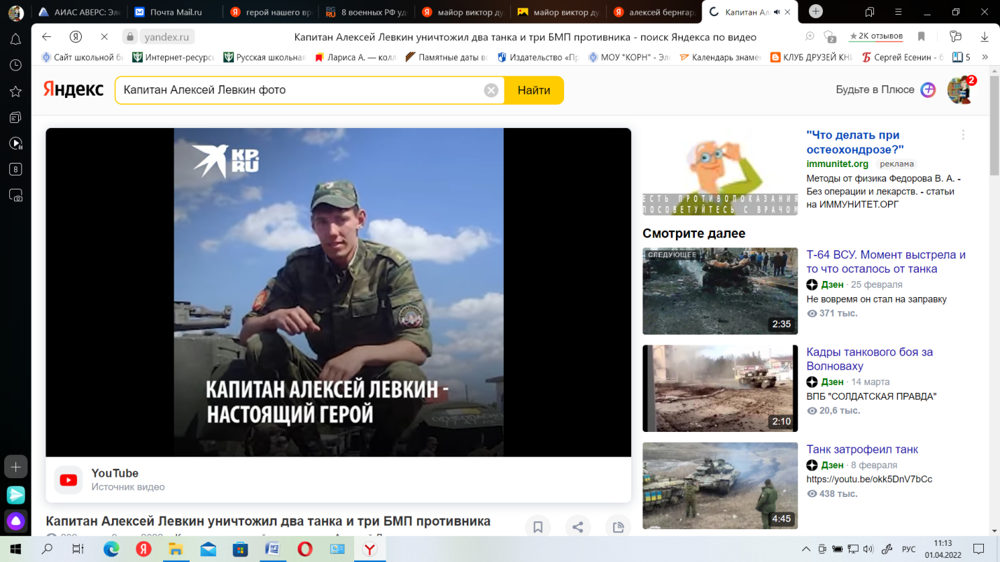 АИАС АВЕРС: Эле
Почта Mail.ru
герой нашего вр
8 военных РФ уд
майор виктор ду
майор виктор ду
алексей бернгар
Капитан Ал
yandex.ru
Капитан Алексей Левкин уничтожил два танка и три БМП противника - поиск Яндекса по видео
2
★2K отзывов
Сайт школьной б
Интернет-ресурс
Русская школьная
Лариса А. — колл
Памятные даты в
Издательство «Пр
МОУ "КОРН" - Эл
Календарь знаме
КЛУБ ДРУЗЕЙ КНИ
Сергей Есенин - б
5
»
8
Яндекс
Капитан Алексей Левкин фото
Найти
Будьте в Плюсе
2
KP.RU
КАПИТАН АЛЕКСЕЙ ЛЕВКИН -
НАСТОЯЩИЙ ГЕРОЙ
YouTube
Источник видео
Капитан Алексей Левкин уничтожил два танка и три БМП противника
ЕСТЬ ПРОТИВОПОКАЗАНИЯ
ПОСОВЕТУЙТЕСЬ С ВРАЧОМ
"Что делать при
остеохондрозе?"
immunitet.org реклама
Методы от физика Федорова В. А. -
Без операции и лекарств. - статьи
на ИММУНИТЕТ.ОРГ
Смотрите далее
СЛЕДУЮЩЕЕ
2:35
Т-64 ВСУ. Момент выстрела и
то что осталось от танка
Дзен · 25 февраля
Не вовремя он стал на заправку
371 тыс.
2:10
Кадры танкового боя за
Волноваху
Дзен · 14 марта
ВПБ "СОЛДАТСКАЯ ПРАВДА"
20,6 тыс.
4:45
Танк затрофеил танк
Дзен · 8 февраля
https://youtu.be/okk5DnV7bCc
438 тыс.
РУС
11:13
01.04.2022